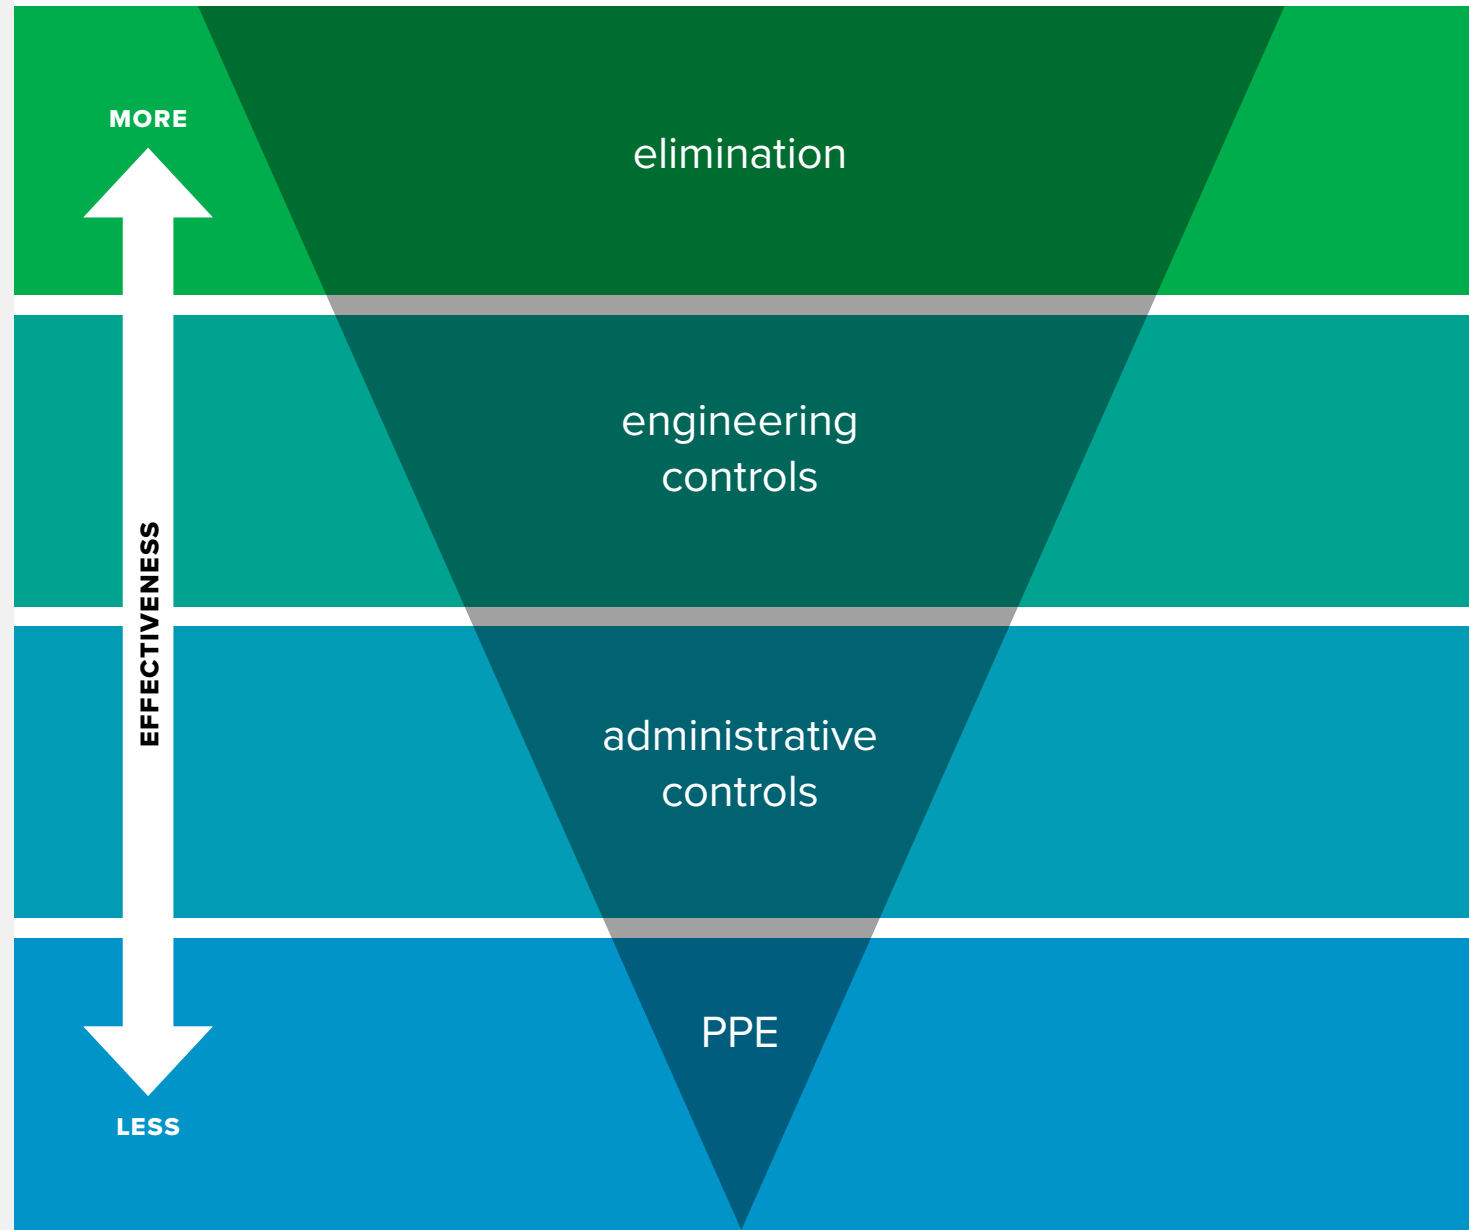 MORE
elimination
engineering
controls
EFFECTIVENESS
administrative
controls
PPE
LESS